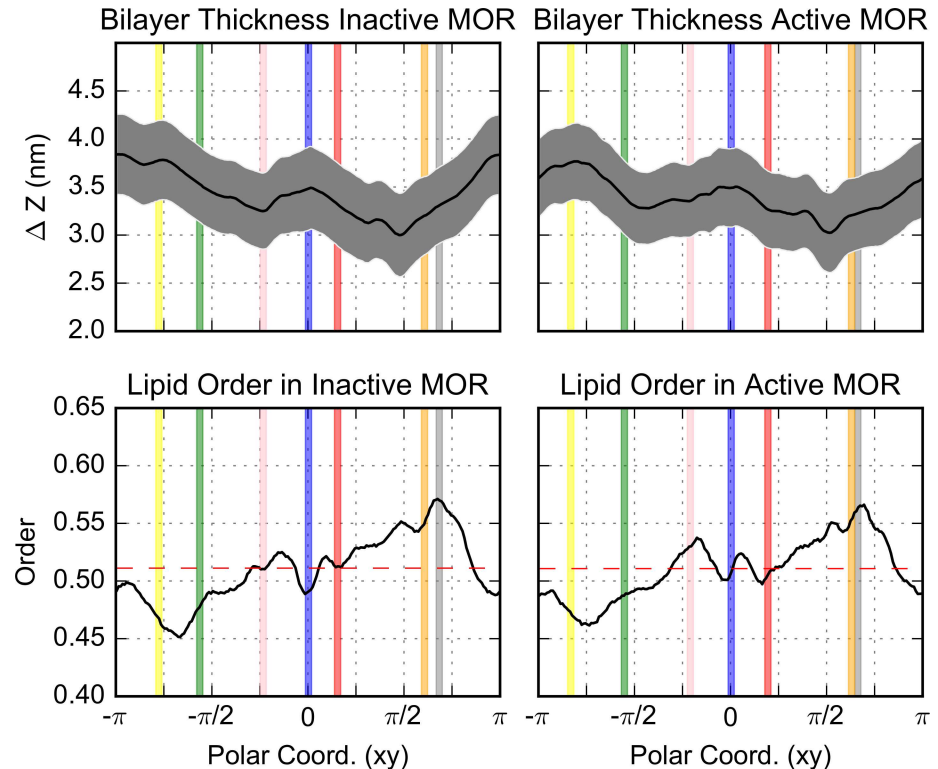 Bilayer Thickness Inactive MOR
Bilayer Thickness Active MOR
Δ Z (nm)
4.5
4.0
3.5
3.0
2.5
2.0
Lipid Order in Inactive MOR
Lipid Order in Active MOR
Order
0.65
0.60
0.55
0.50
0.45
0.40
-π -π/2 0 π/2 π
-π -π/2 0 π/2 π
Polar Coord. (xy)
Polar Coord. (xy)